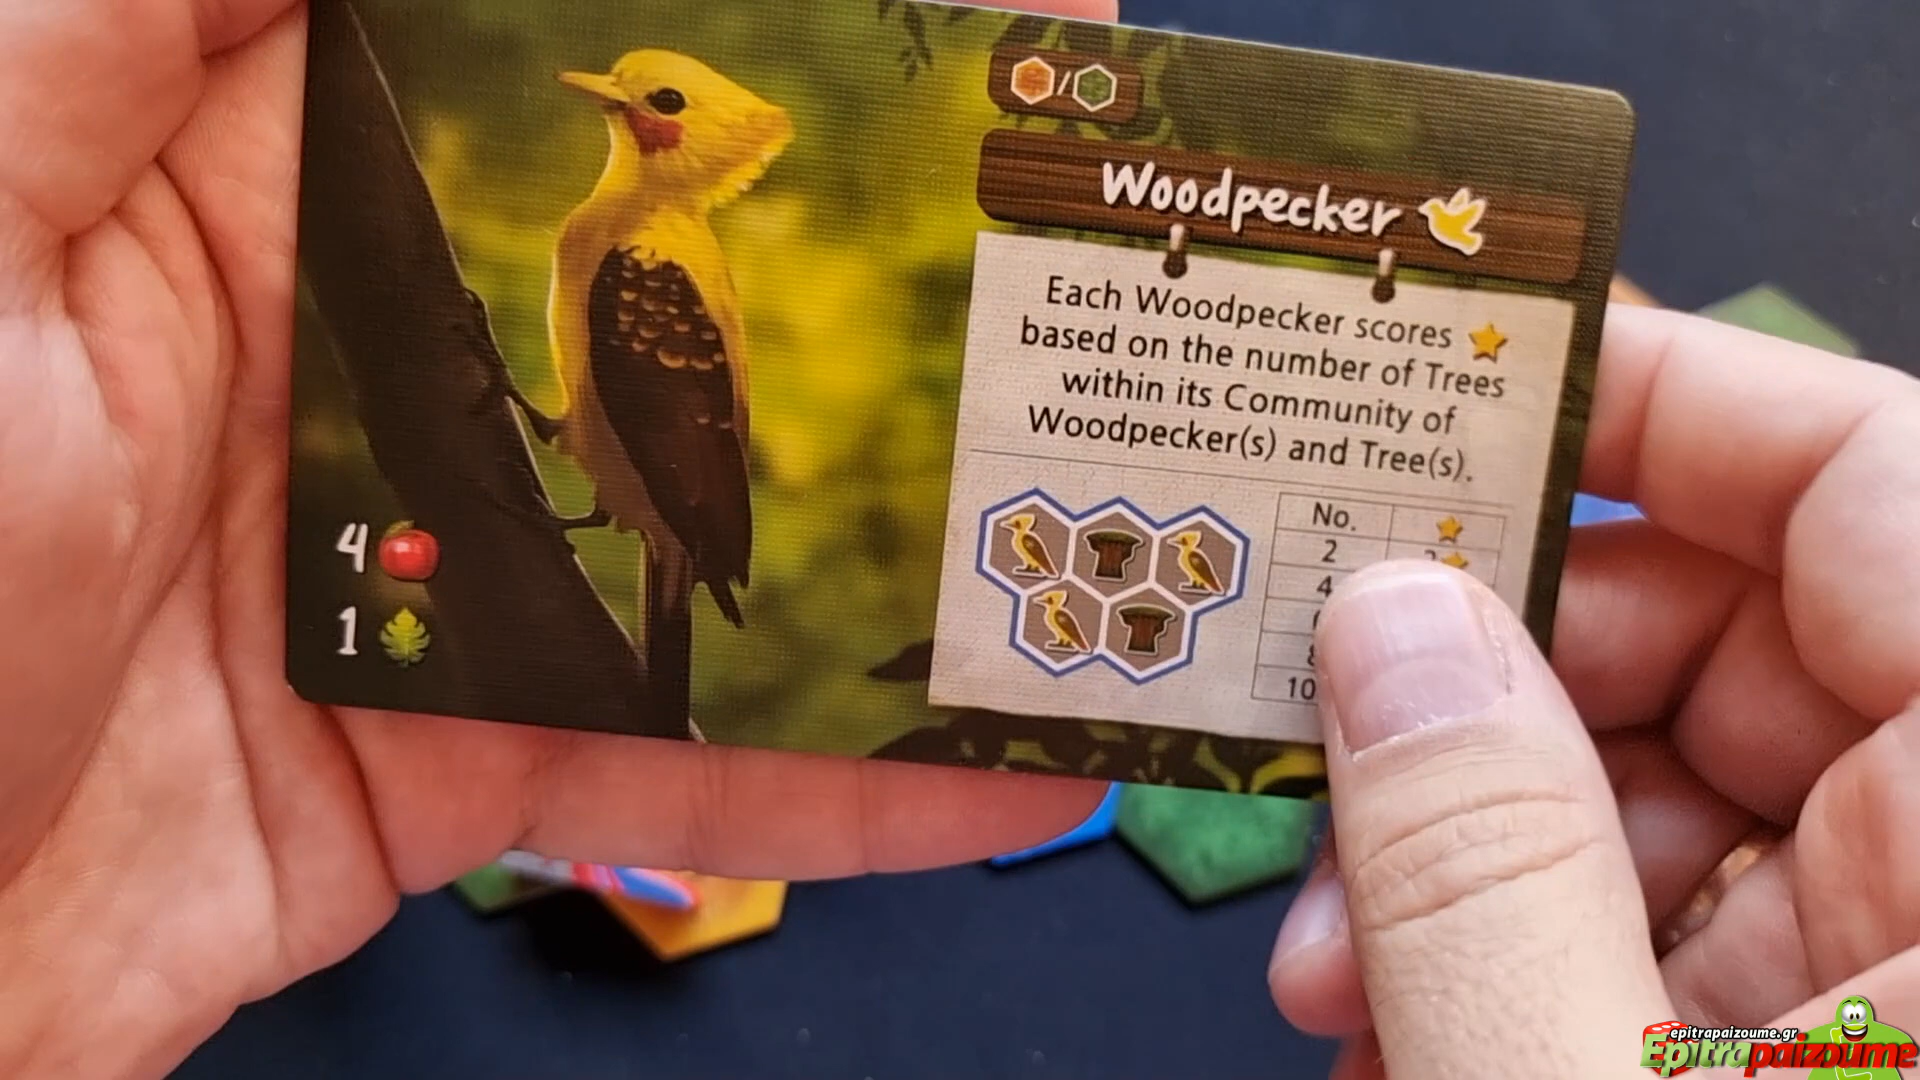 /
Woodpecker
Each Woodpecker scores
based on the number of Trees
within its Community of
Woodpecker(s) and Tree(s).
4
1
No.
2
4
10
epitrapaizoume.gr
Epitrapaizoume